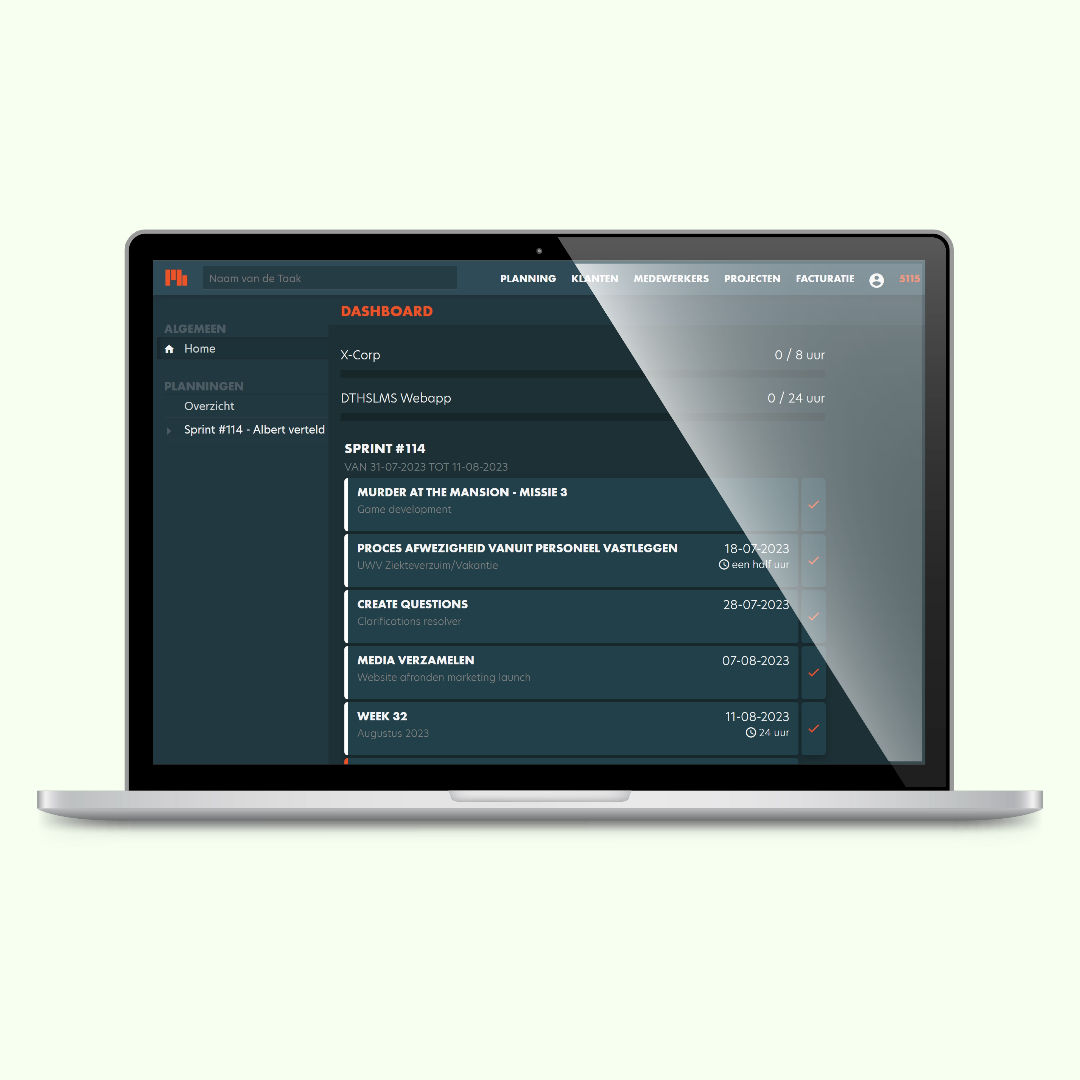 Naam van de Taak
PLANNING KLANTEN MEDEWERKERS PROJECTEN FACTURATIE S115
DASHBOARD
ALGEMEEN
Home
PLANNINGEN
Overzicht
Sprint #114 - Albert verteld
X-Corp 0 / 8 uur
DTHSLMS Webapp 0 / 24 uur
SPRINT #114
VAN 31-07-2023 TOT 11-08-2023
MURDER AT THE MANSION - MISSIE 3
Game development
PROCES AFWEZIGHEID VANUIT PERSONEEL VASTLEGGEN 18-07-2023
UWV Ziekteverzuim/Vakantie een half uur
CREATE QUESTIONS 28-07-2023
Clarifications resolver
MEDIA VERZAMELEN 07-08-2023
Website afronden marketing launch
WEEK 32 11-08-2023
Augustus 2023 24 uur